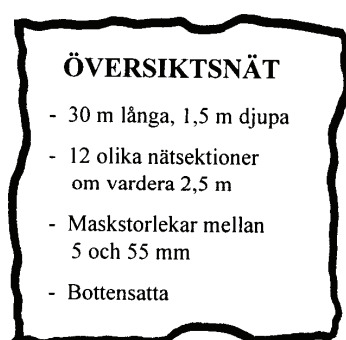 ÖVERSIKTSNÄT
- 30 m långa, 1,5 m djupa
- 12 olika nätsektioner
om vardera 2,5 m
- Maskstorlekar mellan
5 och 55 mm
- Bottensatta